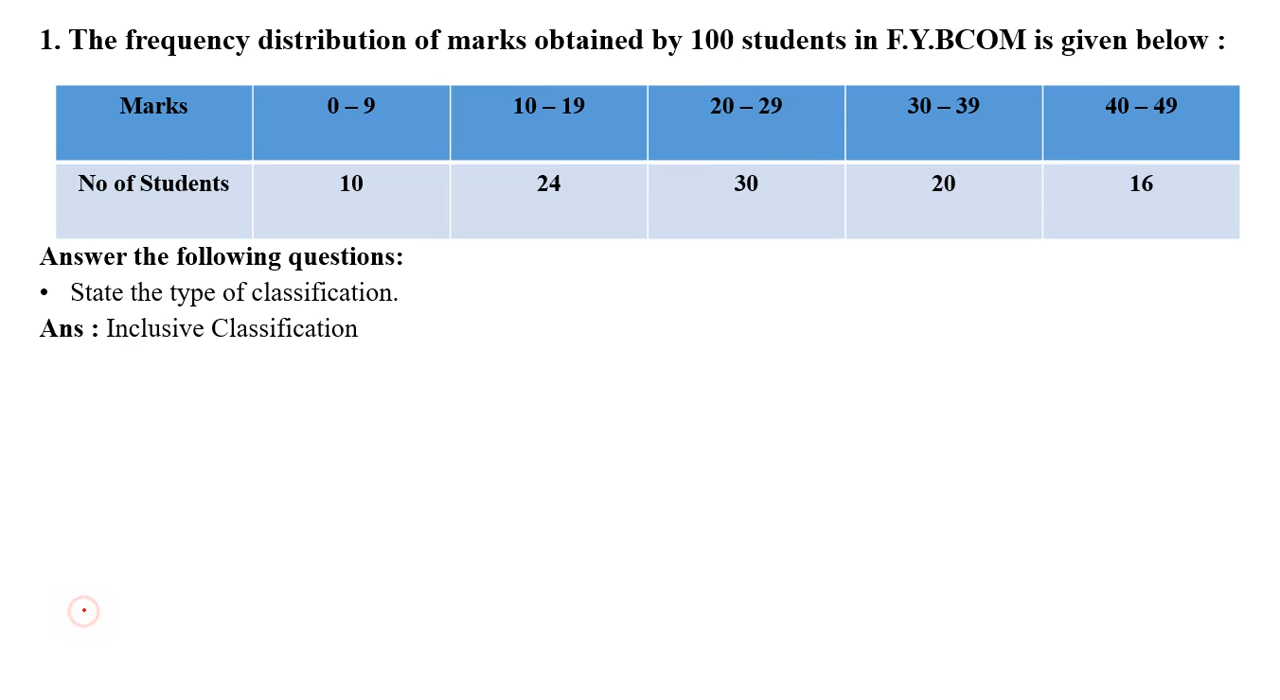 1. The frequency distribution of marks obtained by 100 students in F.Y.BCOM is given below :
Marks 0 – 9 10 – 19 20 – 29 30 – 39 40 – 49
No of Students 10 24 30 20 16
Answer the following questions:
• State the type of classification.
Ans : Inclusive Classification